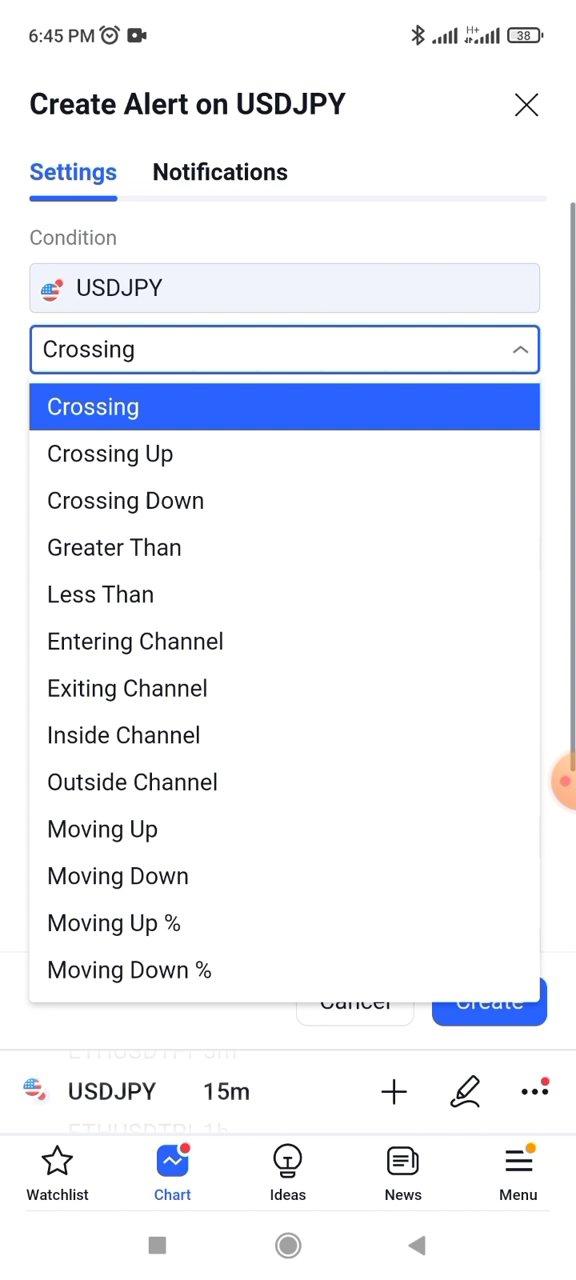 6:45 PM
H+
38
Create Alert on USDJPY
Settings Notifications
Condition
USDJPY
Crossing
Crossing
Crossing Up
Crossing Down
Greater Than
Less Than
Entering Channel
Exiting Channel
Inside Channel
Outside Channel
Moving Up
Moving Down
Moving Up %
Moving Down %
Cancel Create
USDJPY 15m
Watchlist Chart Ideas News Menu